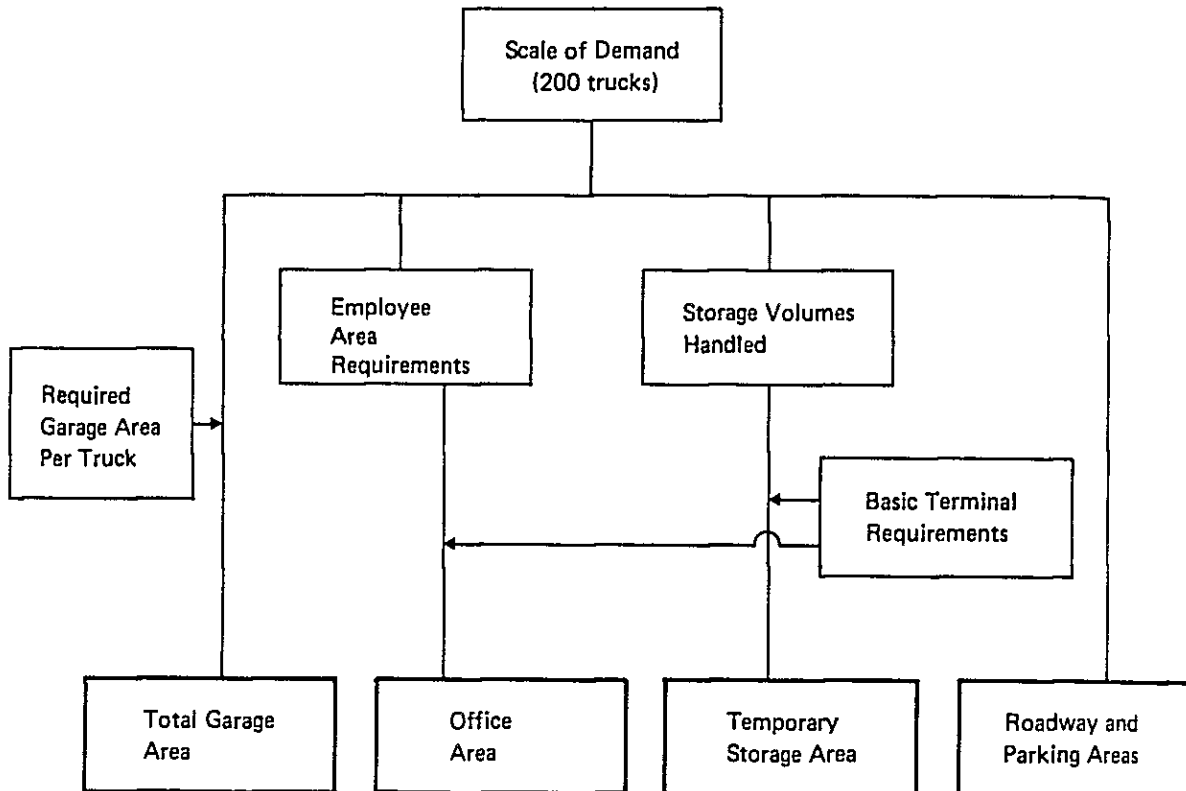 Scale of Demand
(200 trucks)
Employee
Area
Requirements
Storage Volumes
Handled
Required
Garage Area
Per Truck
Basic Terminal
Requirements
Total Garage
Area
Office
Area
Temporary
Storage Area
Roadway and
Parking Areas